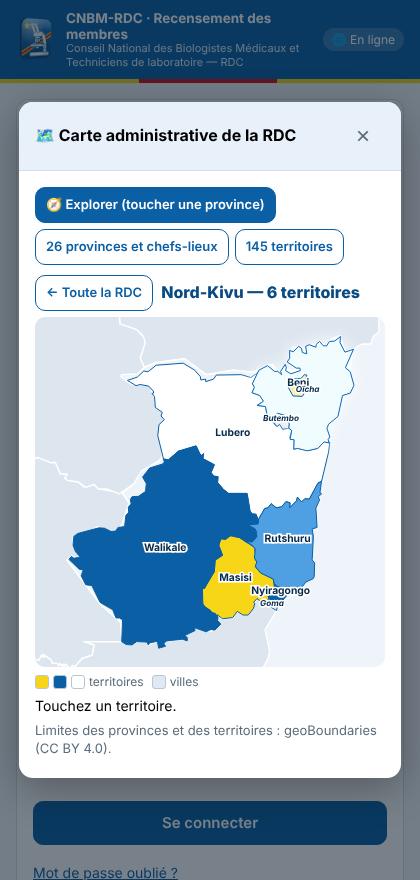 CNBM-RDC · Recensement des
membres
Conseil National des Biologistes Médicaux et
Techniciens de laboratoire — RDC
En ligne
Carte administrative de la RDC
×
Explorer (toucher une province)
26 provinces et chefs-lieux
145 territoires
← Toute la RDC
Nord-Kivu — 6 territoires
Beni
Oicha
Butembo
Lubero
Rutshuru
Walikale
Masisi
Nyiragongo
Goma
territoires
villes
Touchez un territoire.
Limites des provinces et des territoires : geoBoundaries
(CC BY 4.0).
Se connecter
Mot de passe oublié ?